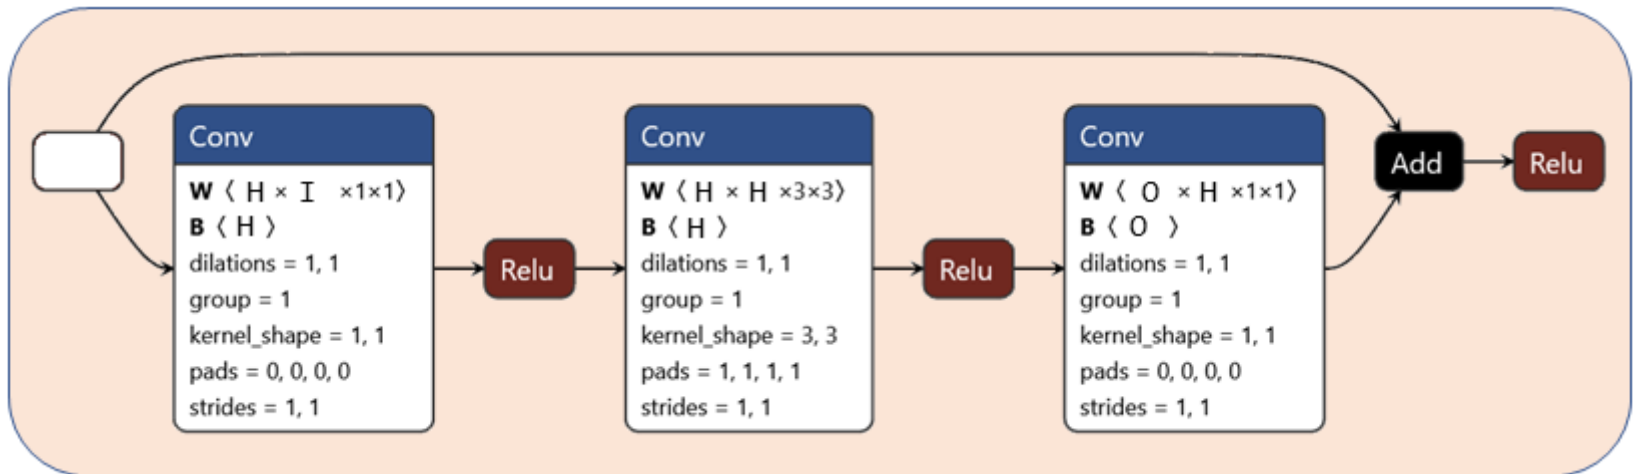 Conv
W ⟨ H × I ×1×1⟩
B ⟨ H ⟩
dilations = 1, 1
group = 1
kernel_shape = 1, 1
pads = 0, 0, 0, 0
strides = 1, 1
Relu
Conv
W ⟨ H × H ×3×3⟩
B ⟨ H ⟩
dilations = 1, 1
group = 1
kernel_shape = 3, 3
pads = 1, 1, 1, 1
strides = 1, 1
Relu
Conv
W ⟨ O × H ×1×1⟩
B ⟨ O ⟩
dilations = 1, 1
group = 1
kernel_shape = 1, 1
pads = 0, 0, 0, 0
strides = 1, 1
Add
Relu